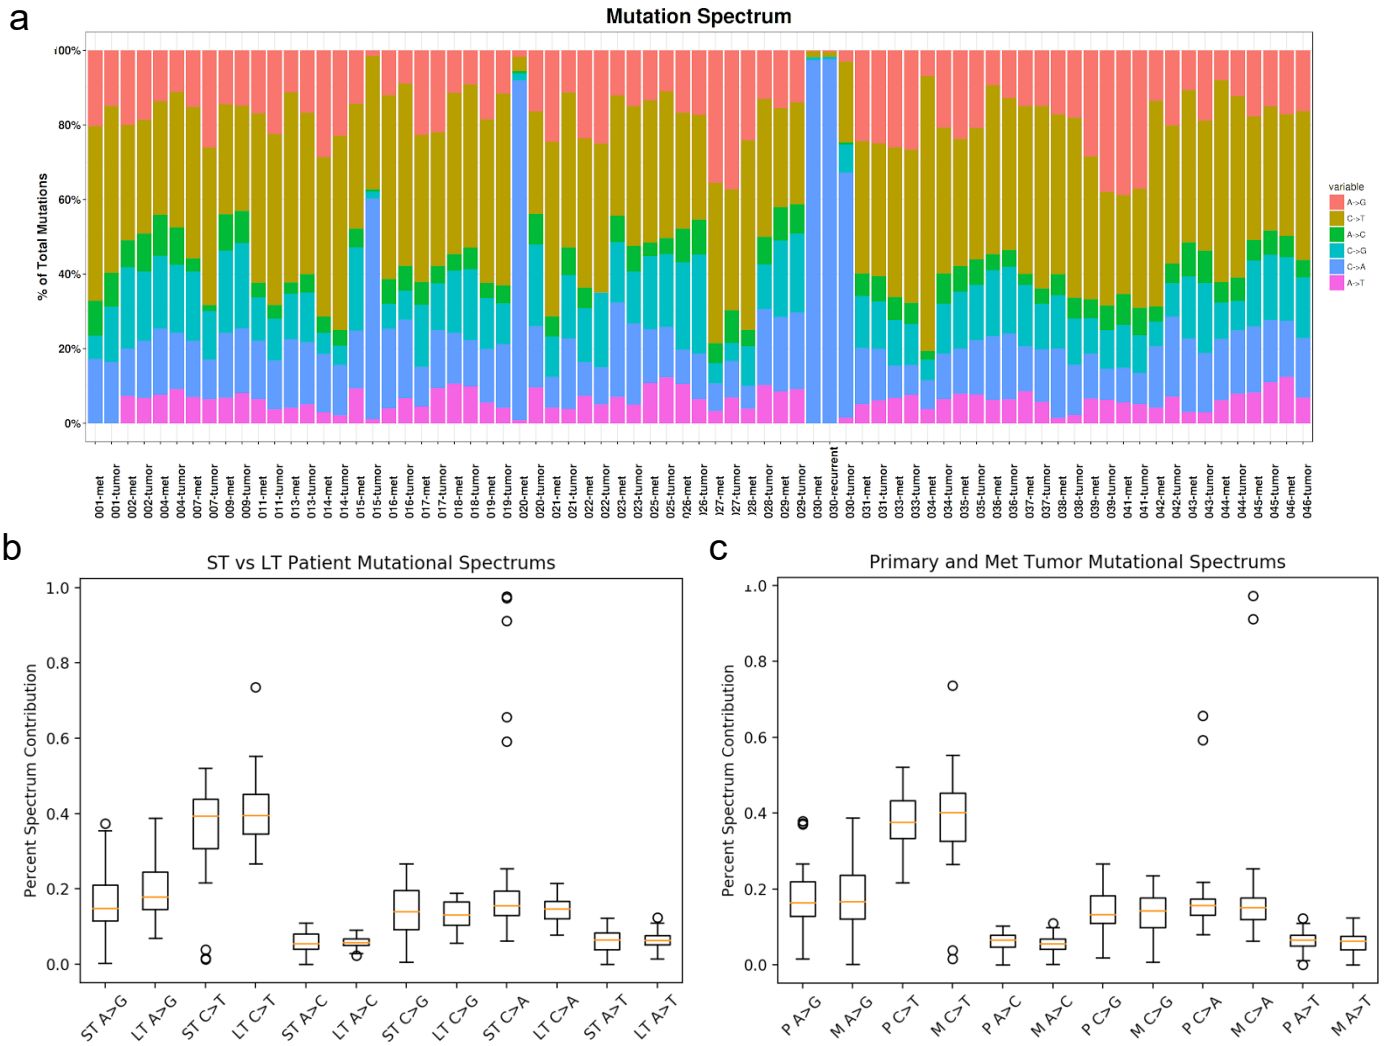 a
Mutation Spectrum
% of Total Mutations
100%
80%
60%
40%
20%
0%
001-met
001-tumor
002-met
002-tumor
004-met
004-tumor
007-met
007-tumor
009-met
009-tumor
011-met
011-tumor
013-met
013-tumor
014-met
014-tumor
015-met
015-tumor
016-met
016-tumor
017-met
017-tumor
018-met
018-tumor
019-met
019-tumor
020-met
020-tumor
021-met
021-tumor
022-met
022-tumor
023-met
023-tumor
025-met
025-tumor
026-met
026-tumor
027-met
027-tumor
028-met
028-tumor
029-met
029-tumor
030-met
030-recurrent
030-tumor
031-met
031-tumor
033-met
033-tumor
034-met
034-tumor
035-met
035-tumor
036-met
036-tumor
037-met
037-tumor
038-met
038-tumor
039-met
039-tumor
041-met
041-tumor
042-met
042-tumor
043-met
043-tumor
044-met
044-tumor
045-met
045-tumor
046-met
046-tumor
variable
A->G
C->T
A->C
C->G
C->A
A->T
b
ST vs LT Patient Mutational Spectrums
Percent Spectrum Contribution
1.0
0.8
0.6
0.4
0.2
0.0
ST A>G
LT A>G
ST C>T
LT C>T
ST A>C
LT A>C
ST C>G
LT C>G
ST C>A
LT C>A
ST A>T
LT A>T
c
Primary and Met Tumor Mutational Spectrums
Percent Spectrum Contribution
1.0
0.8
0.6
0.4
0.2
0.0
P A>G
M A>G
P C>T
M C>T
P A>C
M A>C
P C>G
M C>G
P C>A
M C>A
P A>T
M A>T